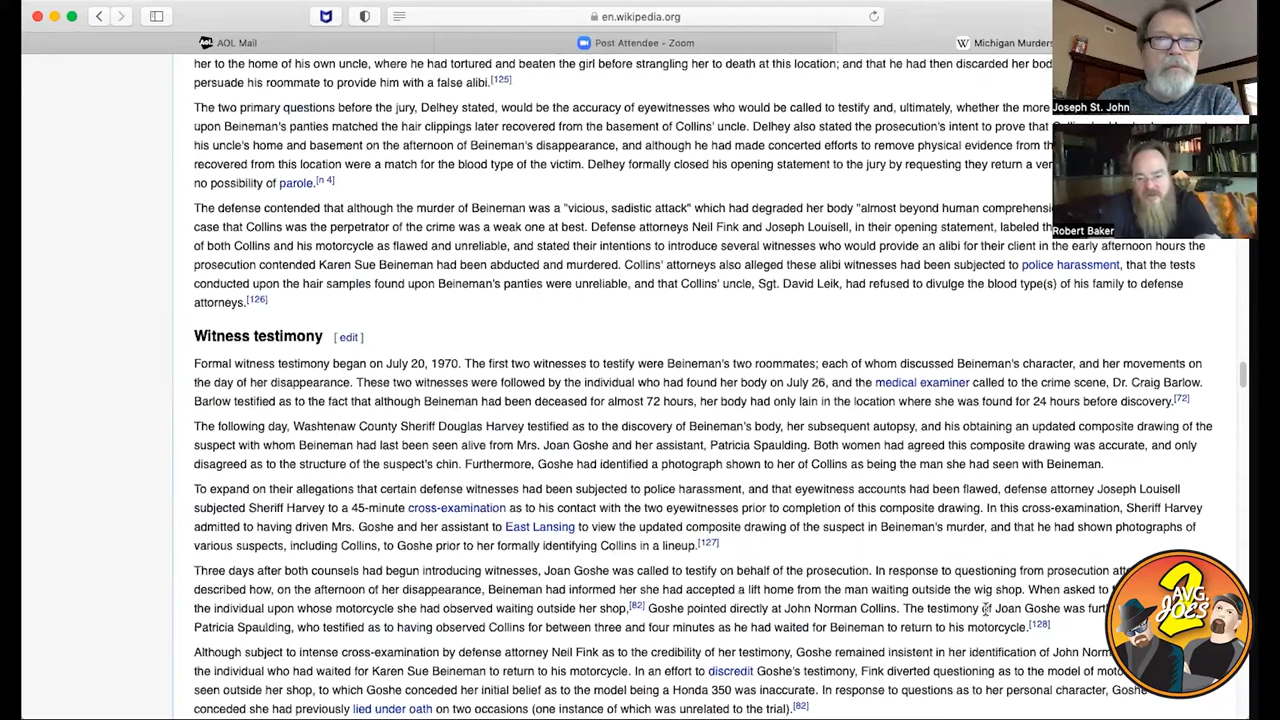 en.wikipedia.org
AOL Mail
Post Attendee - Zoom
W Michigan Murders
her to the home of his own uncle, where he had tortured and beaten the girl before strangling her to death at this location; and that he had then discarded her bod
persuade his roommate to provide him with a false alibi.[125]
The two primary questions before the jury, Delhey stated, would be the accuracy of eyewitnesses who would be called to testify and, ultimately, whether the more
upon Beineman's panties matched the hair clippings later recovered from the basement of Collins' uncle. Delhey also stated the prosecution's intent to prove that
his uncle's home and basement on the afternoon of Beineman's disappearance, and although he had made concerted efforts to remove physical evidence from th
recovered from this location were a match for the blood type of the victim. Delhey formally closed his opening statement to the jury by requesting they return a ver
no possibility of parole.[n 4]
The defense contended that although the murder of Beineman was a "vicious, sadistic attack" which had degraded her body "almost beyond human comprehensi
case that Collins was the perpetrator of the crime was a weak one at best. Defense attorneys Neil Fink and Joseph Louisell, in their opening statement, labeled th
of both Collins and his motorcycle as flawed and unreliable, and stated their intentions to introduce several witnesses who would provide an alibi for their client in the early afternoon hours the
prosecution contended Karen Sue Beineman had been abducted and murdered. Collins' attorneys also alleged these alibi witnesses had been subjected to police harassment, that the tests
conducted upon the hair samples found upon Beineman's panties were unreliable, and that Collins' uncle, Sgt. David Leik, had refused to divulge the blood type(s) of his family to defense
attorneys.[126]
Witness testimony [ edit ]
Formal witness testimony began on July 20, 1970. The first two witnesses to testify were Beineman's two roommates; each of whom discussed Beineman's character, and her movements on
the day of her disappearance. These two witnesses were followed by the individual who had found her body on July 26, and the medical examiner called to the crime scene, Dr. Craig Barlow.
Barlow testified as to the fact that although Beineman had been deceased for almost 72 hours, her body had only lain in the location where she was found for 24 hours before discovery.[72]
The following day, Washtenaw County Sheriff Douglas Harvey testified as to the discovery of Beineman's body, her subsequent autopsy, and his obtaining an updated composite drawing of the
suspect with whom Beineman had last been seen alive from Mrs. Joan Goshe and her assistant, Patricia Spaulding. Both women had agreed this composite drawing was accurate, and only
disagreed as to the structure of the suspect's chin. Furthermore, Goshe had identified a photograph shown to her of Collins as being the man she had seen with Beineman.
To expand on their allegations that certain defense witnesses had been subjected to police harassment, and that eyewitness accounts had been flawed, defense attorney Joseph Louisell
subjected Sheriff Harvey to a 45-minute cross-examination as to his contact with the two eyewitnesses prior to completion of this composite drawing. In this cross-examination, Sheriff Harvey
admitted to having driven Mrs. Goshe and her assistant to East Lansing to view the updated composite drawing of the suspect in Beineman's murder, and that he had shown photographs of
various suspects, including Collins, to Goshe prior to her formally identifying Collins in a lineup.[127]
Three days after both counsels had begun introducing witnesses, Joan Goshe was called to testify on behalf of the prosecution. In response to questioning from prosecution att
described how, on the afternoon of her disappearance, Beineman had informed her she had accepted a lift home from the man waiting outside the wig shop. When asked to
the individual upon whose motorcycle she had observed waiting outside her shop,[82] Goshe pointed directly at John Norman Collins. The testimony of Joan Goshe was furt
Patricia Spaulding, who testified as to having observed Collins for between three and four minutes as he had waited for Beineman to return to his motorcycle.[128]
Although subject to intense cross-examination by defense attorney Neil Fink as to the credibility of her testimony, Goshe remained insistent in her identification of John Norm
the individual who had waited for Karen Sue Beineman to return to his motorcycle. In an effort to discredit Goshe's testimony, Fink diverted questioning as to the model of moto
seen outside her shop, to which Goshe conceded her initial belief as to the model being a Honda 350 was inaccurate. In response to questions as to her personal character, Goshe
conceded she had previously lied under oath on two occasions (one instance of which was unrelated to the trial).[82]
Joseph St. John
Robert Baker
2 AVG.
JOES